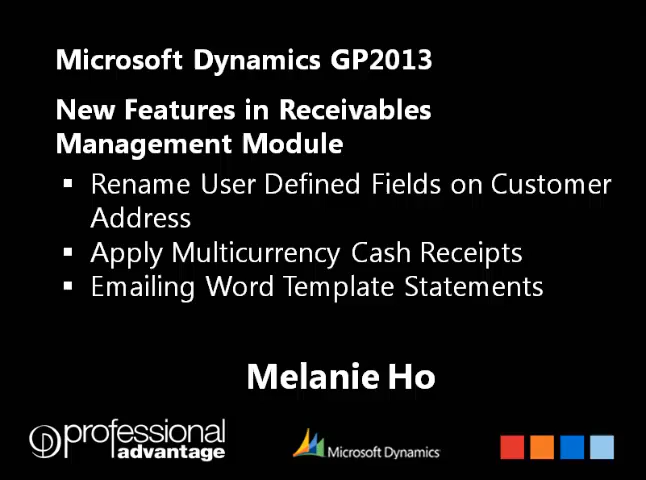 Microsoft Dynamics GP2013
New Features in Receivables
Management Module
▪ Rename User Defined Fields on Customer
Address
▪ Apply Multicurrency Cash Receipts
▪ Emailing Word Template Statements
Melanie Ho
professional
advantage
Microsoft Dynamics